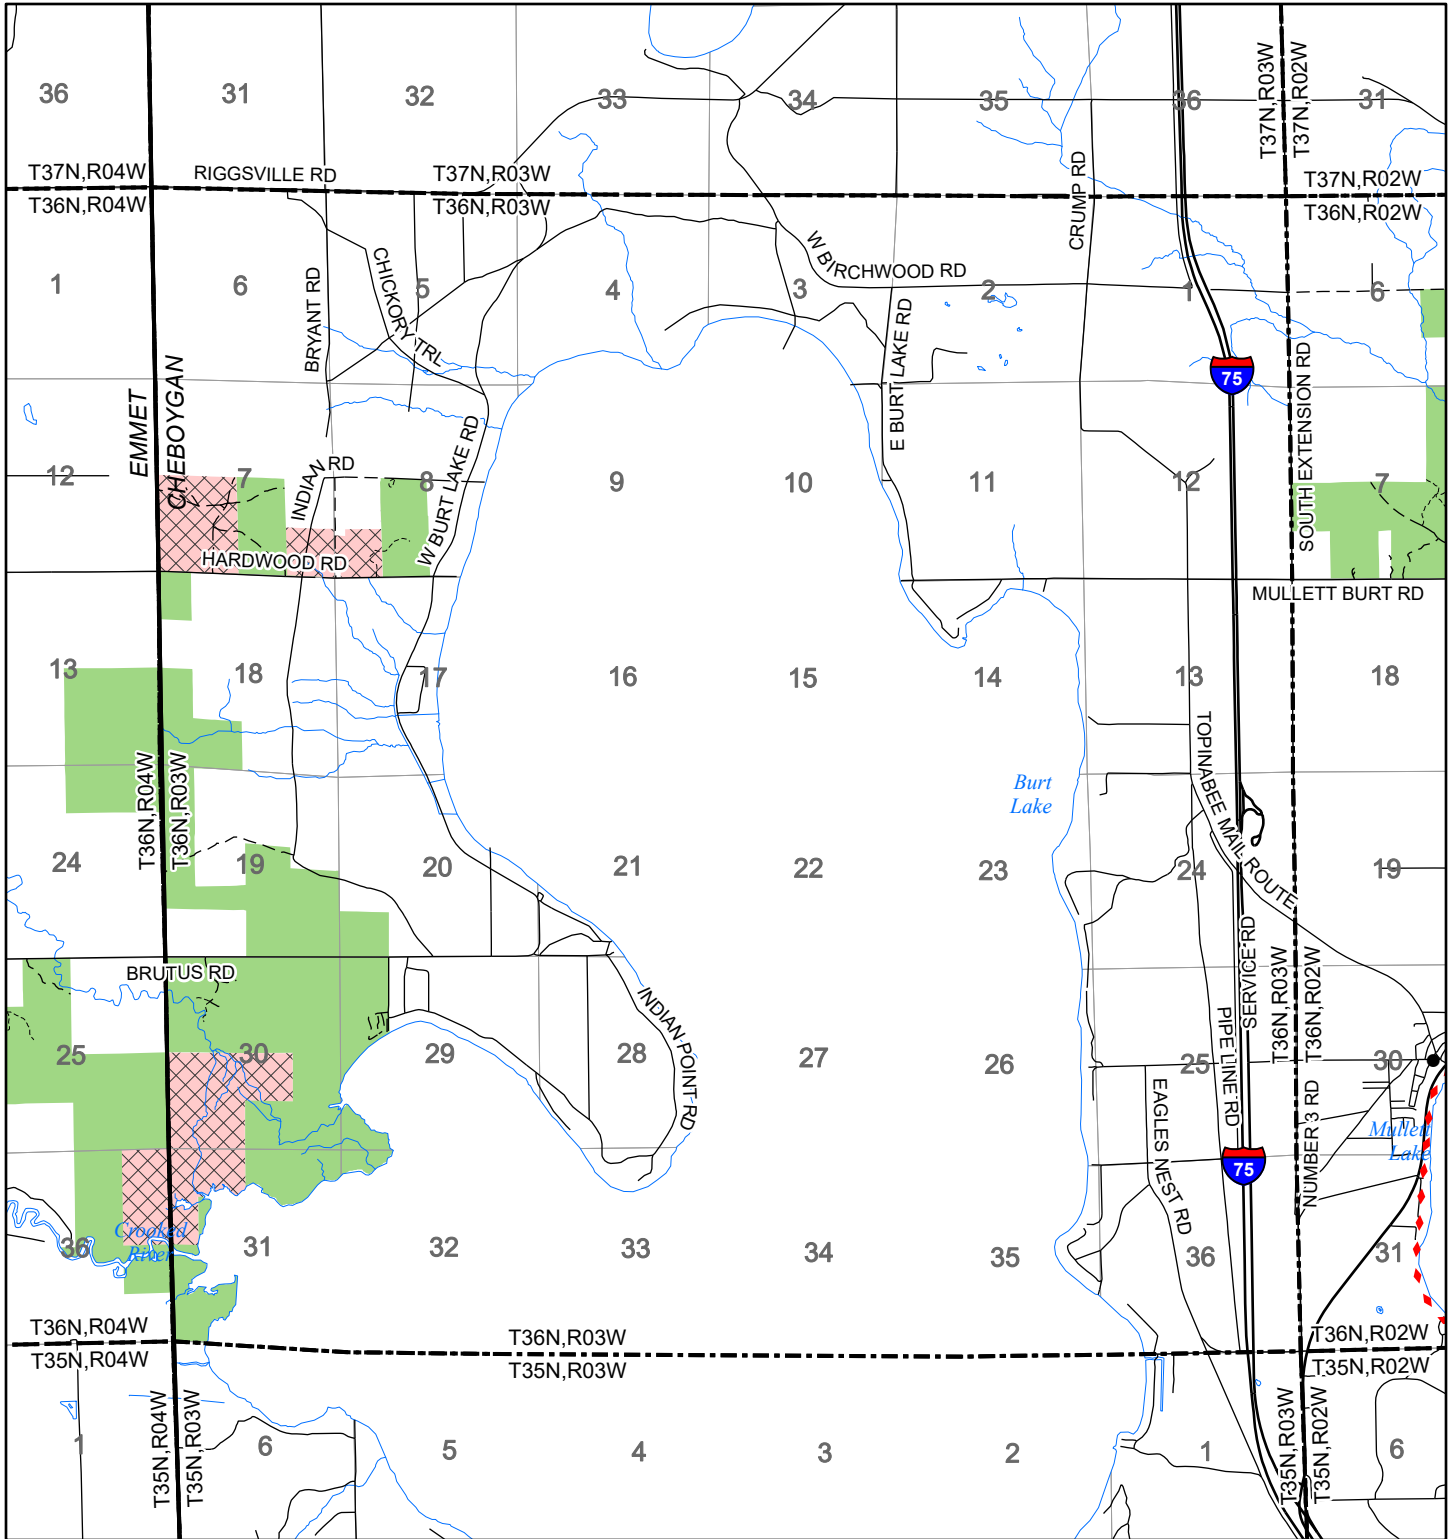 36
31
32
33
34
35
36
31
T37N,R03W
T37N,R02W
T37N,R04W
RIGGSVILLE RD
T37N,R03W
T37N,R02W
T36N,R04W
T36N,R03W
T36N,R02W
CRUMP RD
W BIRCHWOOD RD
1
6
5
4
3
2
1
6
BRYANT RD
CHICKORY TRL
E BURT LAKE RD
SOUTH EXTENSION RD
75
EMMET
CHEBOYGAN
12
7
8
9
10
11
12
7
INDIAN RD
W BURT LAKE RD
HARDWOOD RD
MULLETT BURT RD
13
18
17
16
15
14
13
18
TOPINABEE MAIL ROUTE
T36N,R04W
T36N,R03W
Burt
Lake
24
19
20
21
22
23
24
19
BRUTUS RD
INDIAN POINT RD
SERVICE RD
PIPE LINE RD
T36N,R03W
T36N,R02W
25
30
29
28
27
26
25
30
EAGLES NEST RD
NUMBER 3 RD
Mullett
Lake
75
Crooked
River
36
31
32
33
34
35
36
31
T36N,R04W
T36N,R03W
T36N,R02W
T35N,R04W
T35N,R03W
T35N,R02W
T35N,R04W
T35N,R03W
T35N,R03W
T35N,R02W
1
6
5
4
3
2
1
6